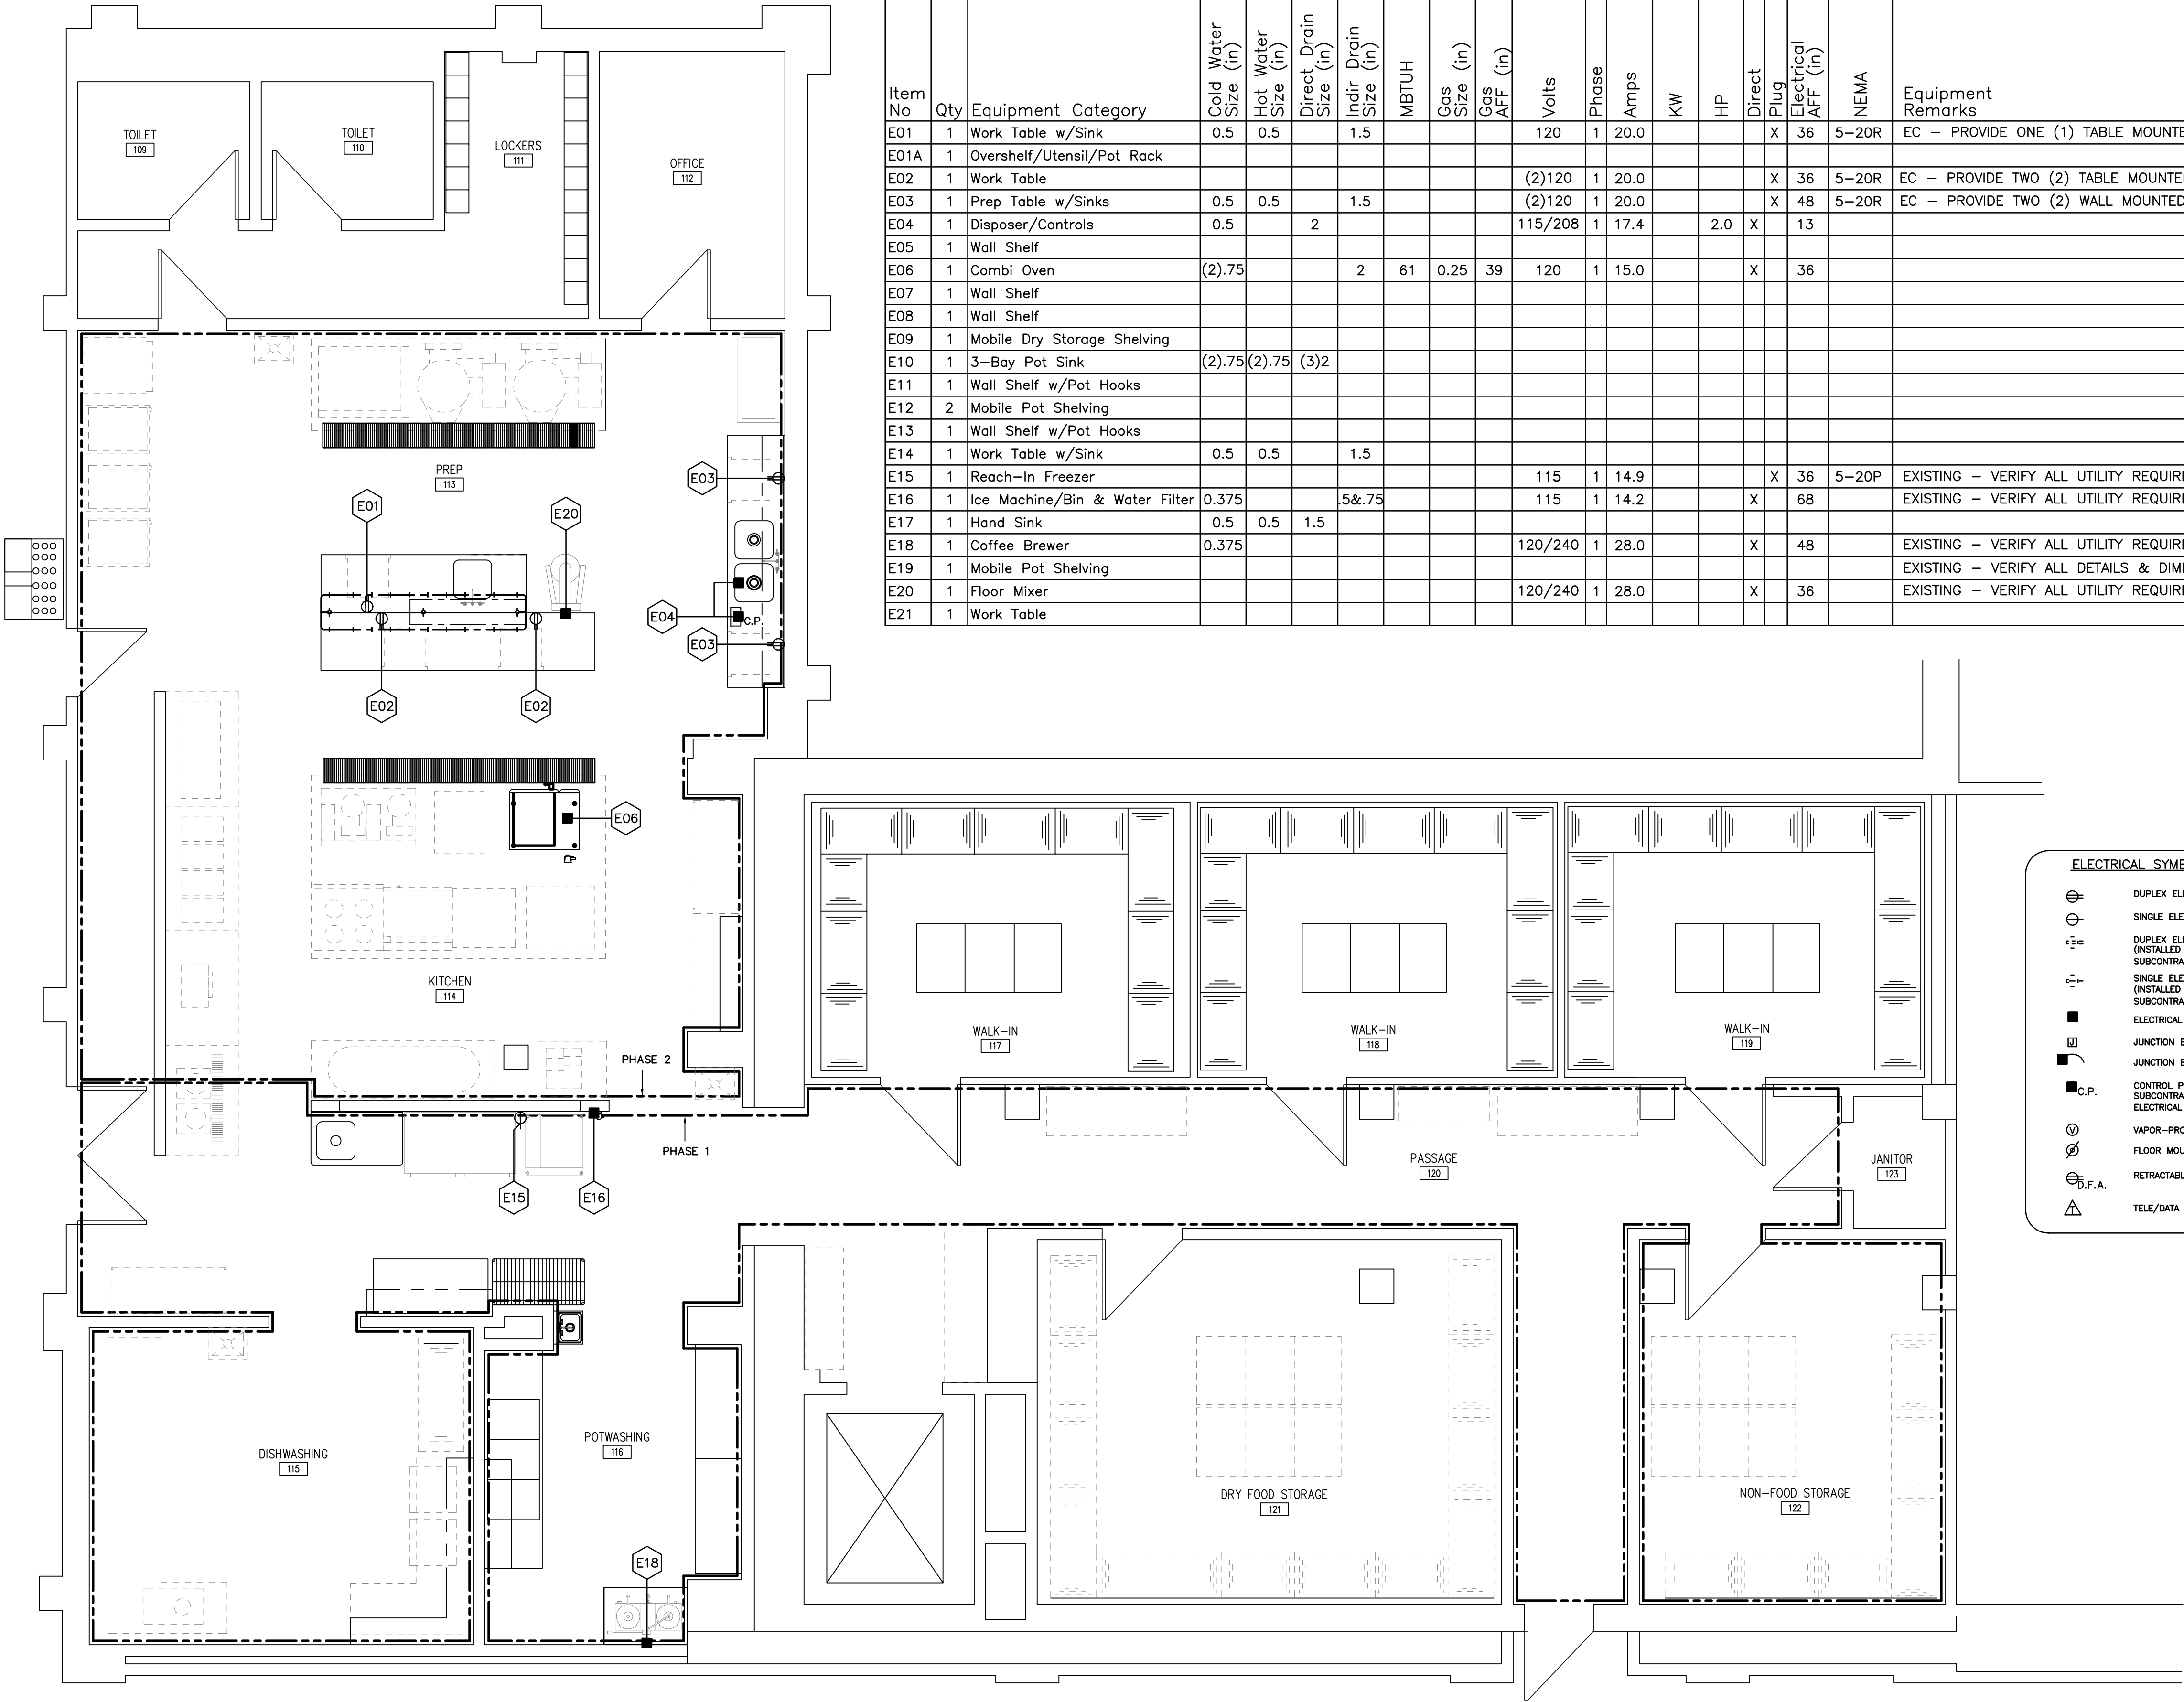 Item No
Qty
Equipment Category
Cold Water Size (in)
Hot Water Size (in)
Direct Drain Size (in)
Indir Drain Size (in)
MBTUH
Gas Size (in)
Gas AFF (in)
Volts
Phase
Amps
KW
HP
Direct
Plug
Electrical AFF (in)
NEMA
Equipment Remarks
E01 1 Work Table w/Sink 0.5 0.5 1.5 120 1 20.0 X 36 5-20R EC - PROVIDE ONE (1) TABLE
E01A 1 Overshelf/Utensil/Pot Rack
E02 1 Work Table (2)120 1 20.0 X 36 5-20R EC - PROVIDE TWO (2) TABLE
E03 1 Prep Table w/Sinks 0.5 0.5 1.5 (2)120 1 20.0 X 48 5-20R EC - PROVIDE TWO (2) WALL MOUNTED
E04 1 Disposer/Controls 0.5 2 115/208 1 17.4 2.0 X 13
E05 1 Wall Shelf
E06 1 Combi Oven (2).75 2 61 0.25 39 120 1 15.0 X 36
E07 1 Wall Shelf
E08 1 Wall Shelf
E09 1 Mobile Dry Storage Shelving
E10 1 3-Bay Pot Sink (2).75 (2).75 (3)2
E11 1 Wall Shelf w/Pot Hooks
E12 2 Mobile Pot Shelving
E13 1 Wall Shelf w/Pot Hooks
E14 1 Work Table w/Sink 0.5 0.5 1.5
E15 1 Reach-In Freezer 115 1 14.9 X 36 5-20P EXISTING - VERIFY ALL UTILITY
E16 1 Ice Machine/Bin & Water Filter 0.375 .5&.75 115 1 14.2 X 68 EXISTING - VERIFY ALL UTILITY
E17 1 Hand Sink 0.5 0.5 1.5
E18 1 Coffee Brewer 0.375 120/240 1 28.0 X 48 EXISTING - VERIFY ALL UTILITY
E19 1 Mobile Pot Shelving EXISTING - VERIFY ALL DETAILS &
E20 1 Floor Mixer 120/240 1 28.0 X 36 EXISTING - VERIFY ALL UTILITY
E21 1 Work Table
TOILET
109
TOILET
110
LOCKERS
111
OFFICE
112
PREP
113
E01
E20
E03
E04
C.P.
E03
E02
E02
E06
KITCHEN
114
PHASE 2
PHASE 1
E15
E16
WALK-IN
117
WALK-IN
118
WALK-IN
119
PASSAGE
120
JANITOR
123
DISHWASHING
115
POTWASHING
116
E18
DRY FOOD STORAGE
121
NON-FOOD STORAGE
122
ELECTRICAL
DUPLEX
SINGLE
DUPLEX
(INSTALLED
SINGLE
(INSTALLED
ELECTRICAL
J JUNCTION
JUNCTION
C.P. CONTROL
ELECTRICAL
V
FLOOR
D.F.A.
T TELE/DATA